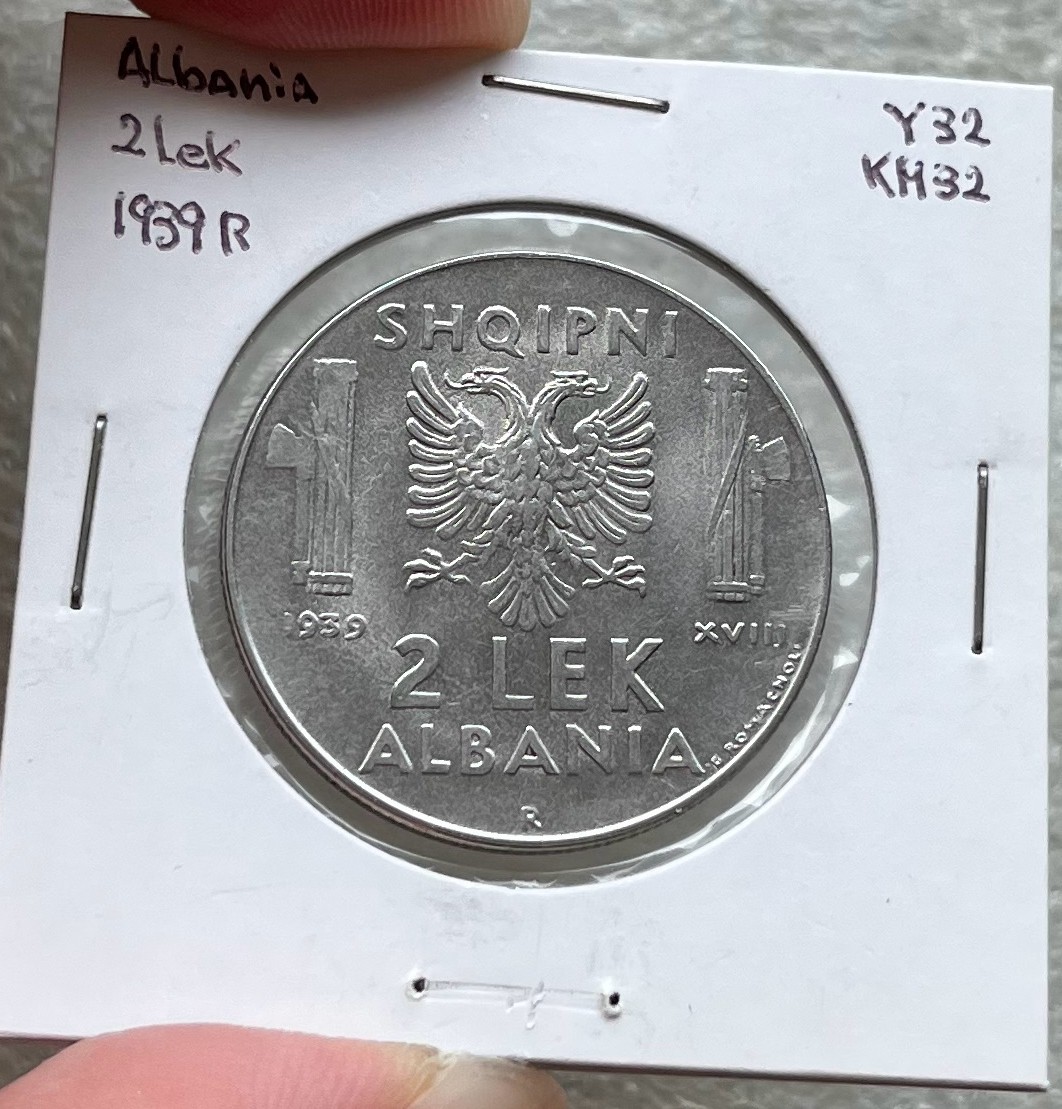 Albania
2 Lek
1939 R
Y32
KM32
SHQIPNI
1939
XVIII
2 LEK
ALBANIA
G. ROMAGNOLI
R